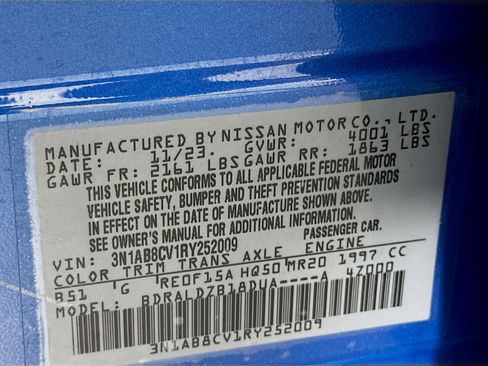 MANUFACTURED BY NISSAN MOTOR CO., LTD.
DATE: 11/23. GVWR: 4001 LBS
GAWR FR: 2161 LBS GAWR RR: 1863 LBS
THIS VEHICLE CONFORMS TO ALL APPLICABLE FEDERAL MOTOR
VEHICLE SAFETY, BUMPER AND THEFT PREVENTION STANDARDS
IN EFFECT ON THE DATE OF MANUFACTURE SHOWN ABOVE.
SEE OWNER'S MANUAL FOR ADDITIONAL INFORMATION.
VIN: 3N1AB8CV1RY252009 PASSENGER CAR.
COLOR TRIM TRANS AXLE ENGINE
B51 G RE0F15A HQ50 MR20 1997 CC
MODEL: BDRALDZB18DUA----A 4Z000
3N1AB8CV1RY252009